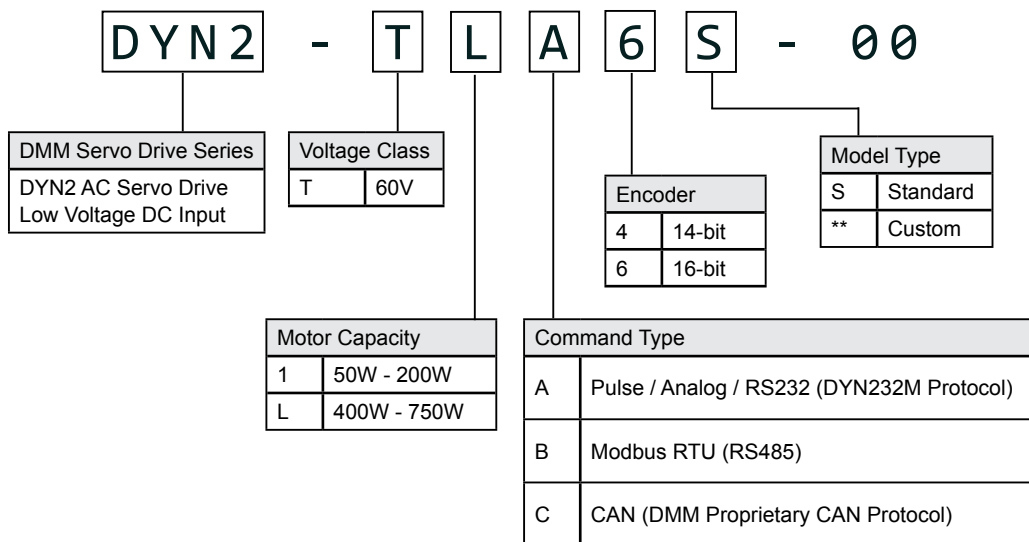 DYN2 - T L A 6 S - 00
DMM Servo Drive Series
DYN2 AC Servo Drive
Low Voltage DC Input
Voltage Class
T 60V
Encoder
4 14-bit
6 16-bit
Model Type
S Standard
** Custom
Motor Capacity
1 50W - 200W
L 400W - 750W
Command Type
A Pulse / Analog / RS232 (DYN232M Protocol)
B Modbus RTU (RS485)
C CAN (DMM Proprietary CAN Protocol)